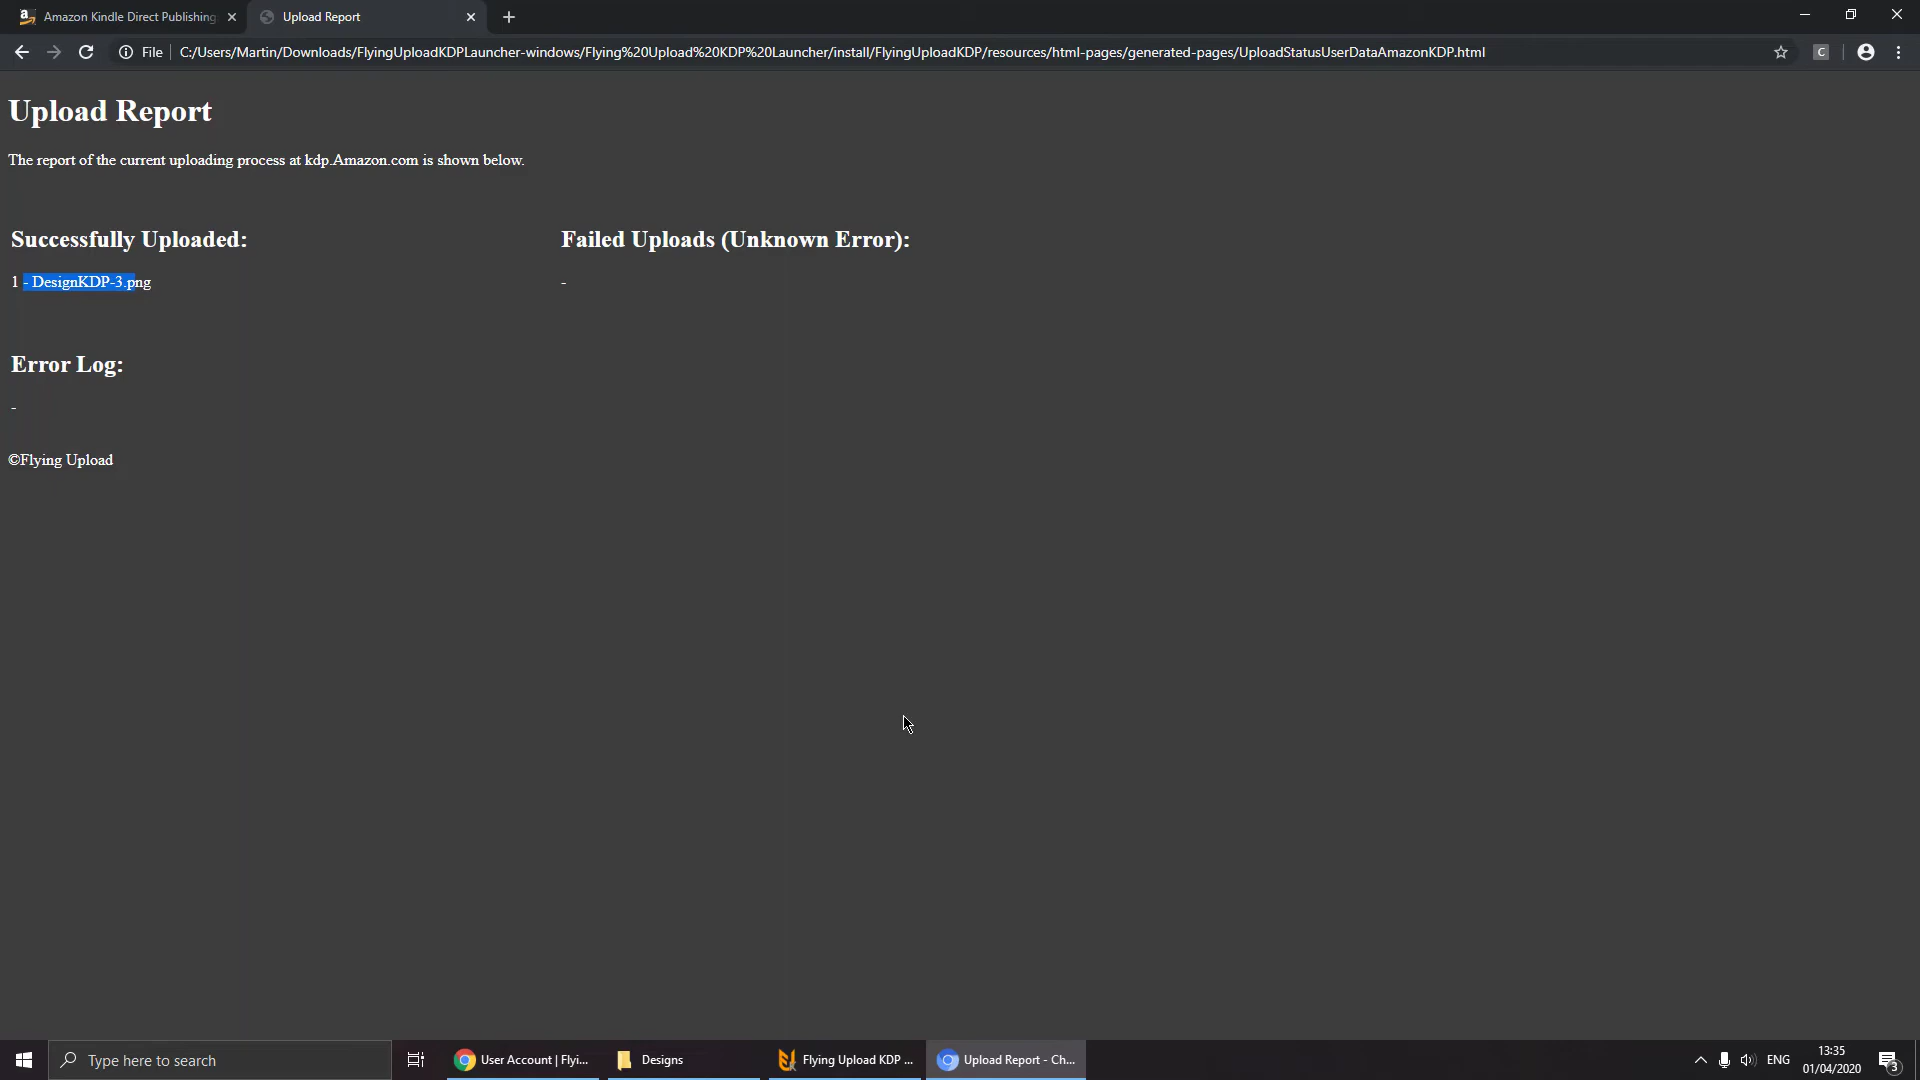 Amazon Kindle Direct Publishing
Upload Report
File
C:/Users/Martin/Downloads/FlyingUploadKDPLauncher-windows/Flying%20Upload%20KDP%20Launcher/install/FlyingUploadKDP/resources/html-pages/generated-pages/UploadStatusUserDataAmazonKDP.html
C
Upload Report
The report of the current uploading process at kdp.Amazon.com is shown below.
Successfully Uploaded:
Failed Uploads (Unknown Error):
1 - DesignKDP-3.png
-
Error Log:
-
©Flying Upload
Type here to search
User Account | Flyi...
Designs
Flying Upload KDP ...
Upload Report - Ch...
ENG
13:35
01/04/2020
3